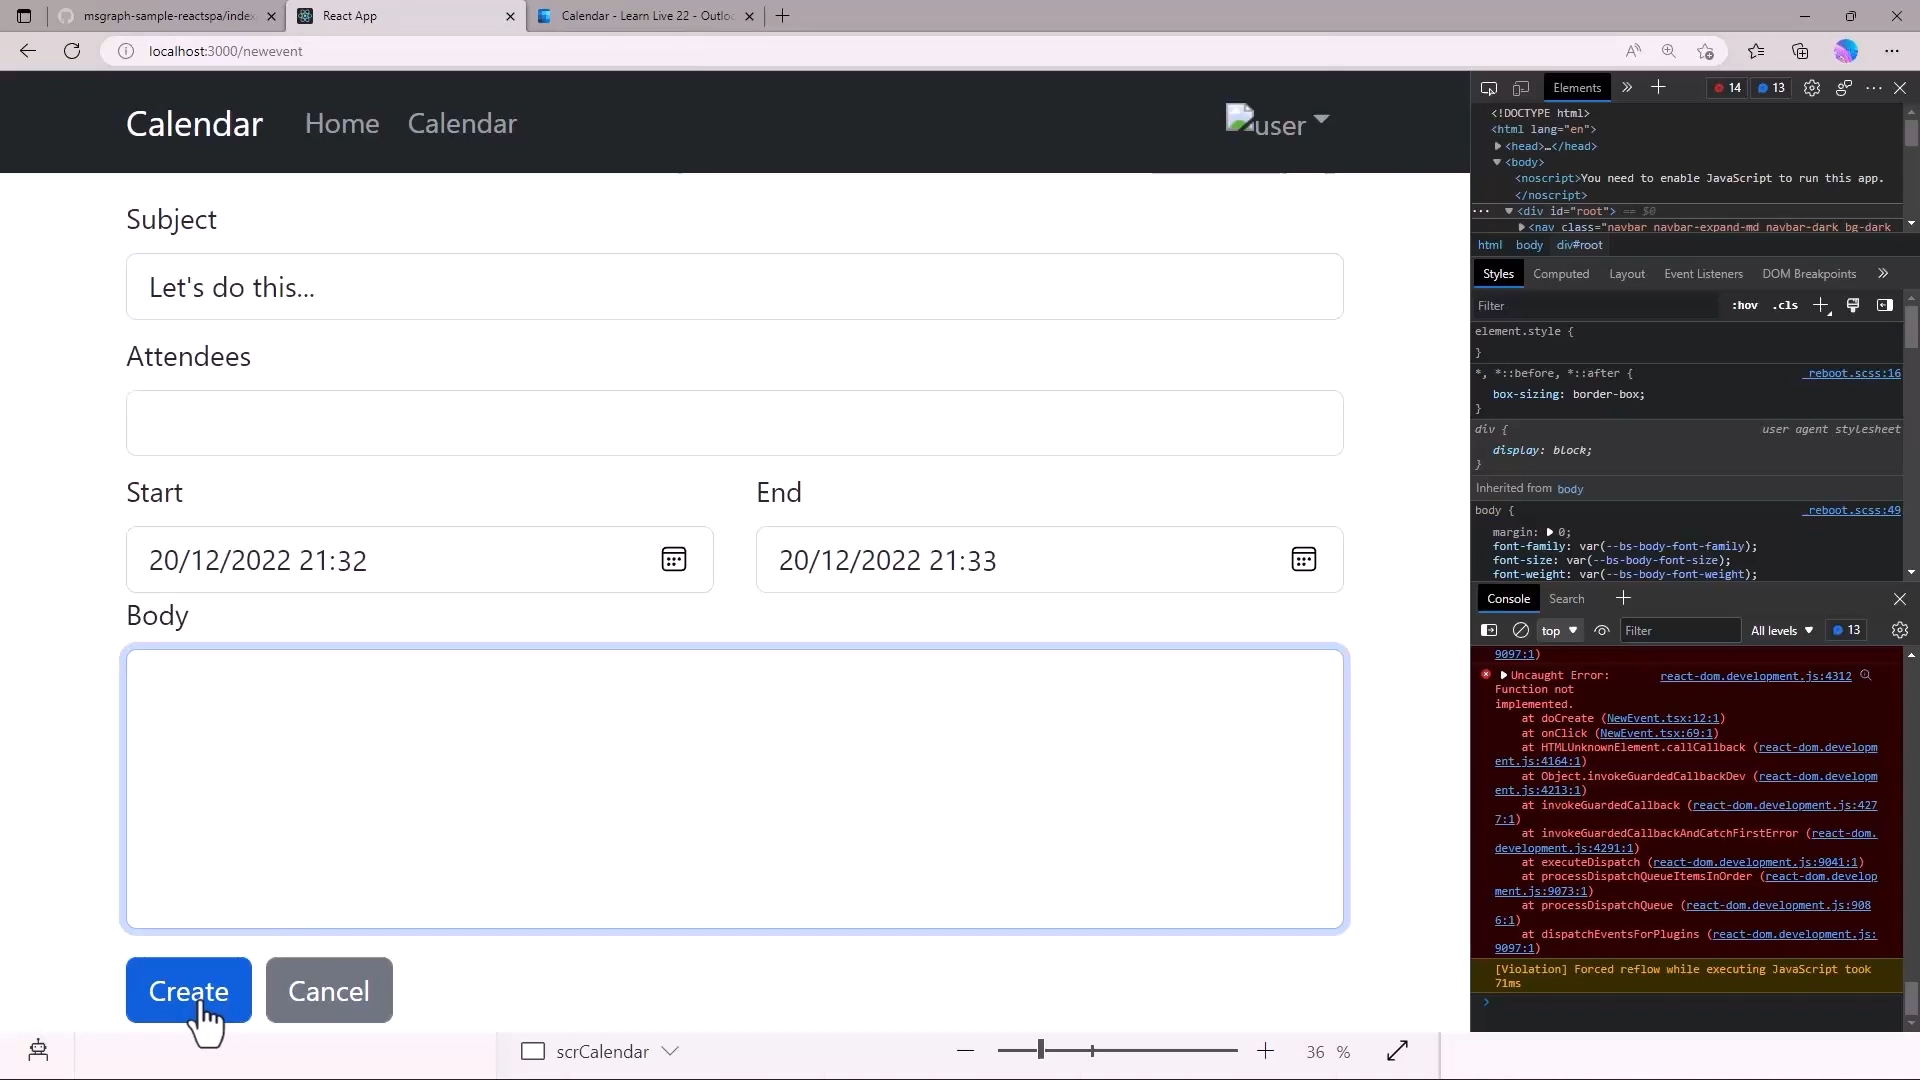 msgraph-sample-reactspa/index
React App
Calendar - Learn Live 22 - Outloo
localhost:3000/newevent
Calendar
Home
Calendar
user
Subject
Let's do this...
Attendees
Start
End
20/12/2022 21:32
20/12/2022 21:33
Body
Create
Cancel
scrCalendar
36 %
Elements
14
13
<!DOCTYPE html>
<html lang="en">
<head>…</head>
<body>
<noscript>You need to enable JavaScript to run this app.
</noscript>
<div id="root"> == $0
<nav class="navbar navbar-expand-md navbar-dark bg-dark
html body div#root
Styles Computed Layout Event Listeners DOM Breakpoints
Filter
:hov .cls
element.style {
}
*, *::before, *::after {
_reboot.scss:16
box-sizing: border-box;
}
div {
user agent stylesheet
display: block;
}
Inherited from body
body {
_reboot.scss:49
margin: 0;
font-family: var(--bs-body-font-family);
font-size: var(--bs-body-font-size);
font-weight: var(--bs-body-font-weight);
Console Search
top
Filter
All levels
13
9097:1)
Uncaught Error: react-dom.development.js:4312
Function not
implemented.
at doCreate (NewEvent.tsx:12:1)
at onClick (NewEvent.tsx:69:1)
at HTMLUnknownElement.callCallback (react-dom.developm
ent.js:4164:1)
at Object.invokeGuardedCallbackDev (react-dom.developm
ent.js:4213:1)
at invokeGuardedCallback (react-dom.development.js:427
7:1)
at invokeGuardedCallbackAndCatchFirstError (react-dom.
development.js:4291:1)
at executeDispatch (react-dom.development.js:9041:1)
at processDispatchQueueItemsInOrder (react-dom.develop
ment.js:9073:1)
at processDispatchQueue (react-dom.development.js:908
6:1)
at dispatchEventsForPlugins (react-dom.development.js:
9097:1)
[Violation] Forced reflow while executing JavaScript took
71ms